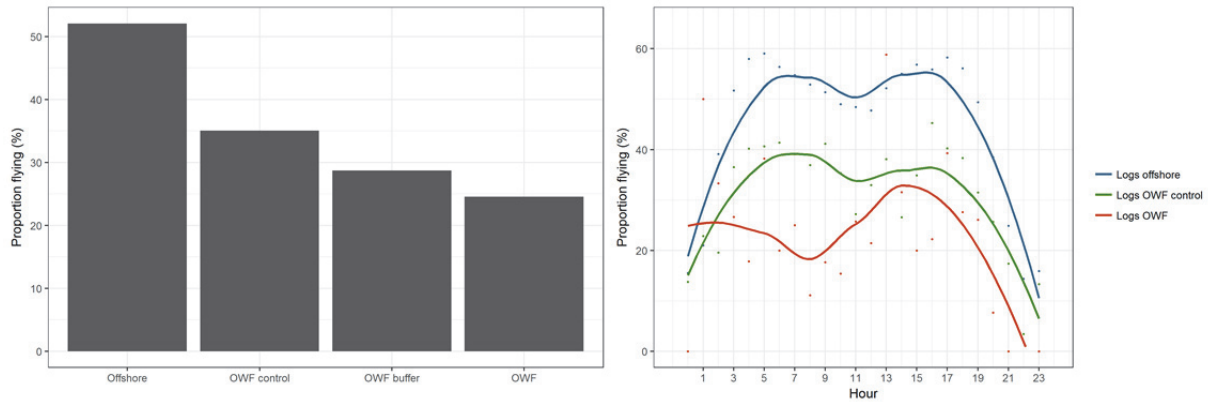 Proportion flying (%)
50
40
30
20
10
0
Offshore OWF control OWF buffer OWF
Proportion flying (%)
60
40
20
0
1 3 5 7 9 11 13 15 17 19 21 23
Hour
Logs offshore
Logs OWF control
Logs OWF